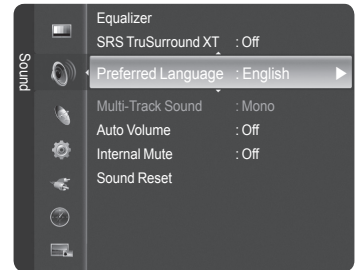 Sound
Equalizer
SRS TruSurround XT : Off
Preferred Language : English
Multi-Track Sound : Mono
Auto Volume : Off
Internal Mute : Off
Sound Reset